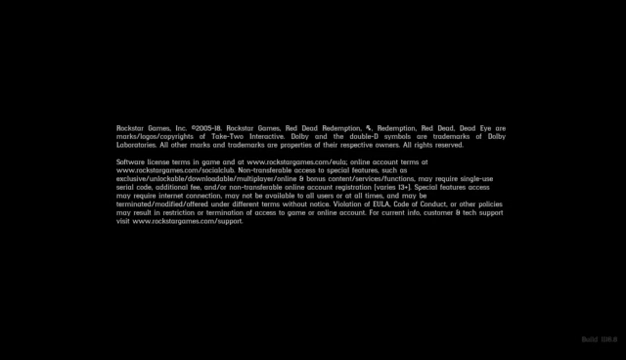 Rockstar Games, Inc. ©2005-18. Rockstar Games, Red Dead Redemption, Redemption, Red Dead, Dead Eye are
marks/logos/copyrights of Take-Two Interactive. Dolby and the double-D symbols are trademarks of Dolby
Laboratories. All other marks and trademarks are properties of their respective owners. All rights reserved.
Software license terms in game and at www.rockstargames.com/eula; online account terms at
www.rockstargames.com/socialclub. Non-transferable access to special features, such as
exclusive/unlockable/downloadable/multiplayer/online & bonus content/services/functions, may require single-use
serial code, additional fee, and/or non-transferable online account registration (varies 13+). Special features access
may require internet connection, may not be available to all users or at all times, and may be
terminated/modified/offered under different terms without notice. Violation of EULA, Code of Conduct, or other policies
may result in restriction or termination of access to game or online account. For current info, customer & tech support
visit www.rockstargames.com/support.
Build